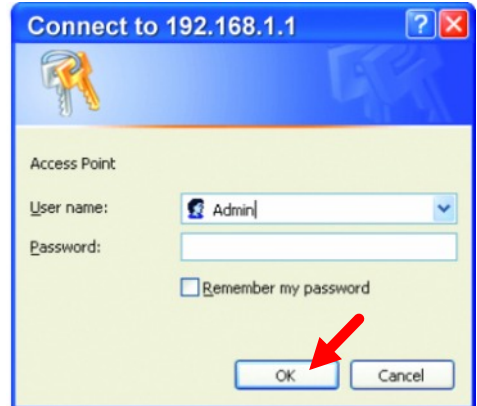 Connect to 192.168.1.1
Access Point
User name:
Admin
Password:
Remember my password
OK
Cancel